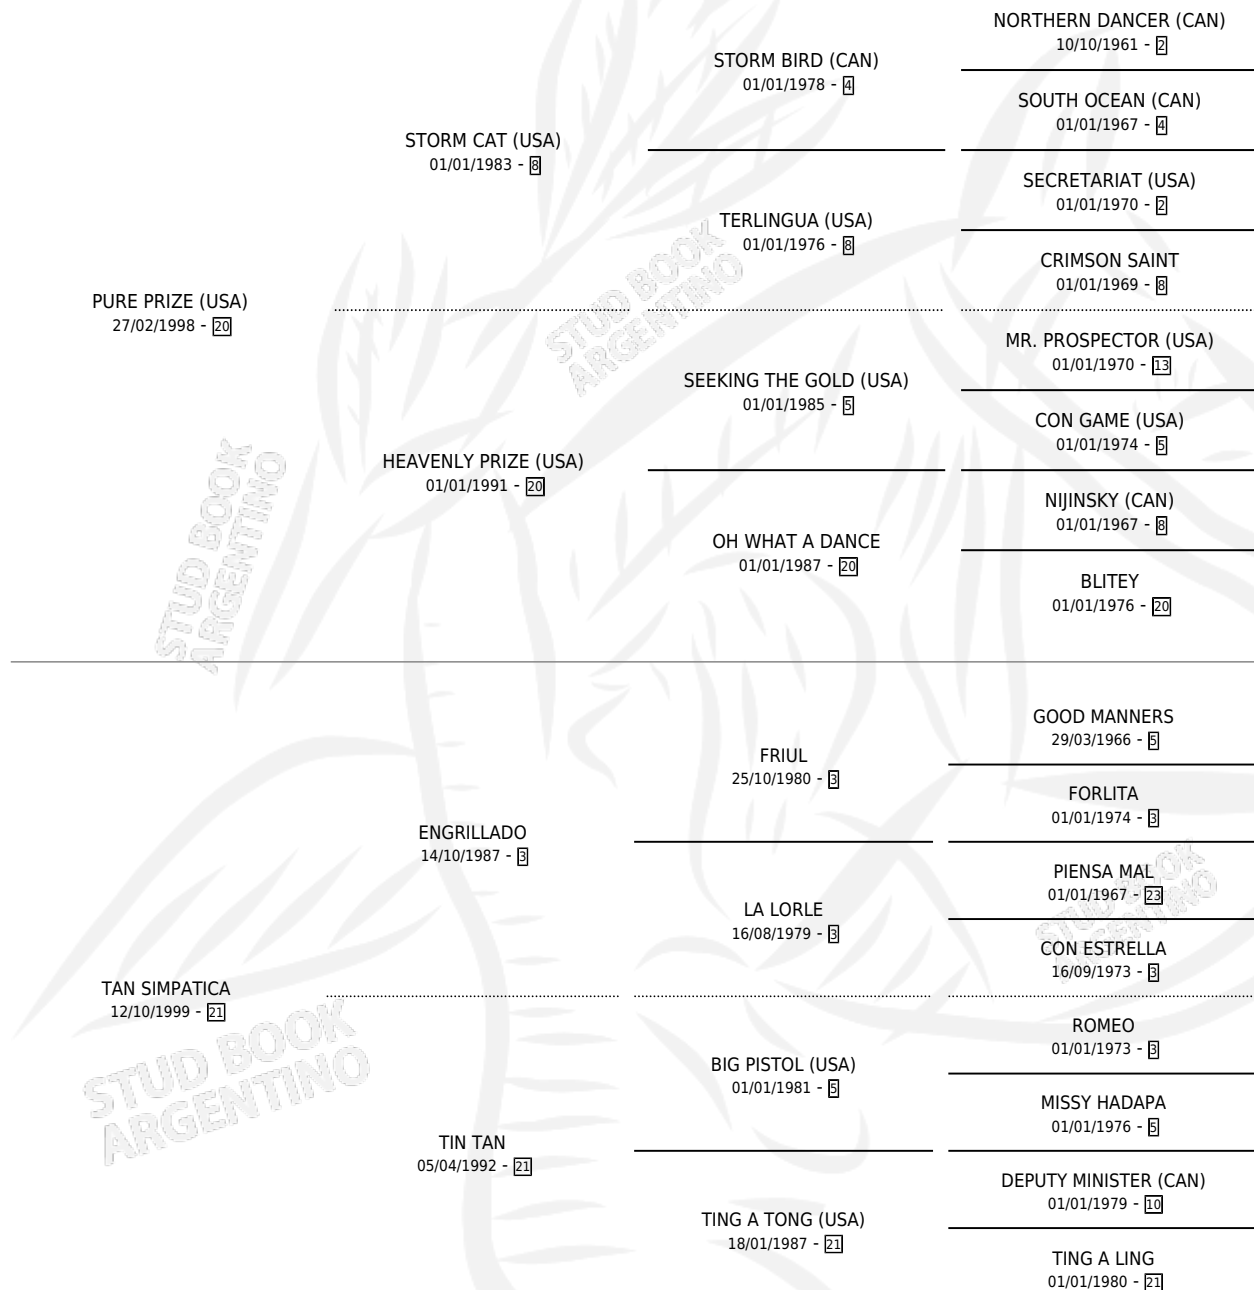 NORTHERN DANCER (CAN)
10/10/1961 - 2
STORM BIRD (CAN)
01/01/1978 - 4
SOUTH OCEAN (CAN)
01/01/1967 - 4
STORM CAT (USA)
01/01/1983 - 8
SECRETARIAT (USA)
01/01/1970 - 2
TERLINGUA (USA)
01/01/1976 - 8
CRIMSON SAINT
01/01/1969 - 8
PURE PRIZE (USA)
27/02/1998 - 20
MR. PROSPECTOR (USA)
01/01/1970 - 13
SEEKING THE GOLD (USA)
01/01/1985 - 5
CON GAME (USA)
01/01/1974 - 5
HEAVENLY PRIZE (USA)
01/01/1991 - 20
NIJINSKY (CAN)
01/01/1967 - 8
OH WHAT A DANCE
01/01/1987 - 20
BLITEY
01/01/1976 - 20
GOOD MANNERS
29/03/1966 - 5
FRIUL
25/10/1980 - 3
FORLITA
01/01/1974 - 3
ENGRILLADO
14/10/1987 - 3
PIENSA MAL
01/01/1967 - 23
LA LORLE
16/08/1979 - 3
CON ESTRELLA
16/09/1973 - 3
TAN SIMPATICA
12/10/1999 - 21
ROMEO
01/01/1973 - 3
BIG PISTOL (USA)
01/01/1981 - 5
MISSY HADAPA
01/01/1976 - 5
TIN TAN
05/04/1992 - 21
DEPUTY MINISTER (CAN)
01/01/1979 - 10
TING A TONG (USA)
18/01/1987 - 21
TING A LING
01/01/1980 - 21
STUD BOOK
ARGENTINO
STUD BOOK
ARGENTINO
STUD BOOK
ARGENTINO
STUD BOOK
ARGENTINO